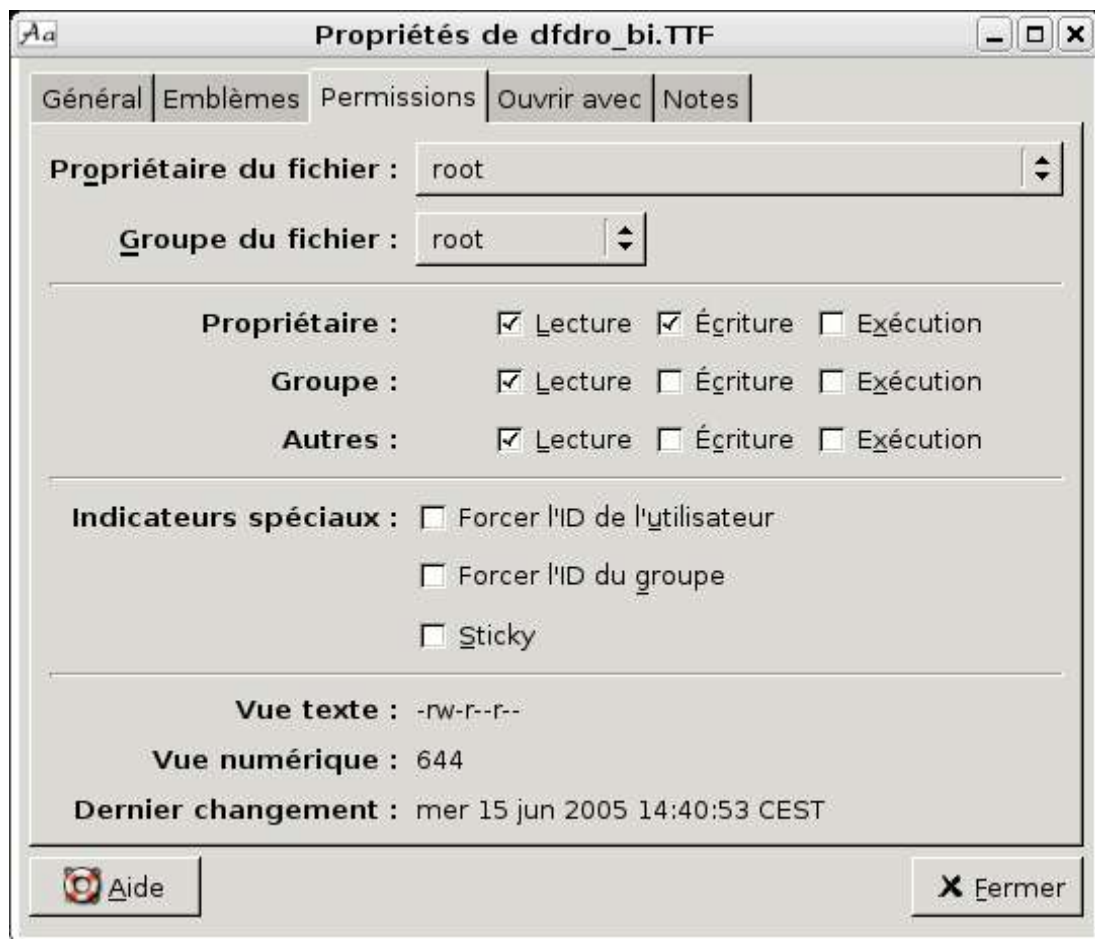 Aa Propriétés de dfdro_bi.TTF
Général Emblèmes Permissions Ouvrir avec Notes
Propriétaire du fichier : root
Groupe du fichier : root
Propriétaire : Lecture Écriture Exécution
Groupe : Lecture Écriture Exécution
Autres : Lecture Écriture Exécution
Indicateurs spéciaux : Forcer l'ID de l'utilisateur
Forcer l'ID du groupe
Sticky
Vue texte : -rw-r--r--
Vue numérique : 644
Dernier changement : mer 15 jun 2005 14:40:53 CEST
Aide Fermer